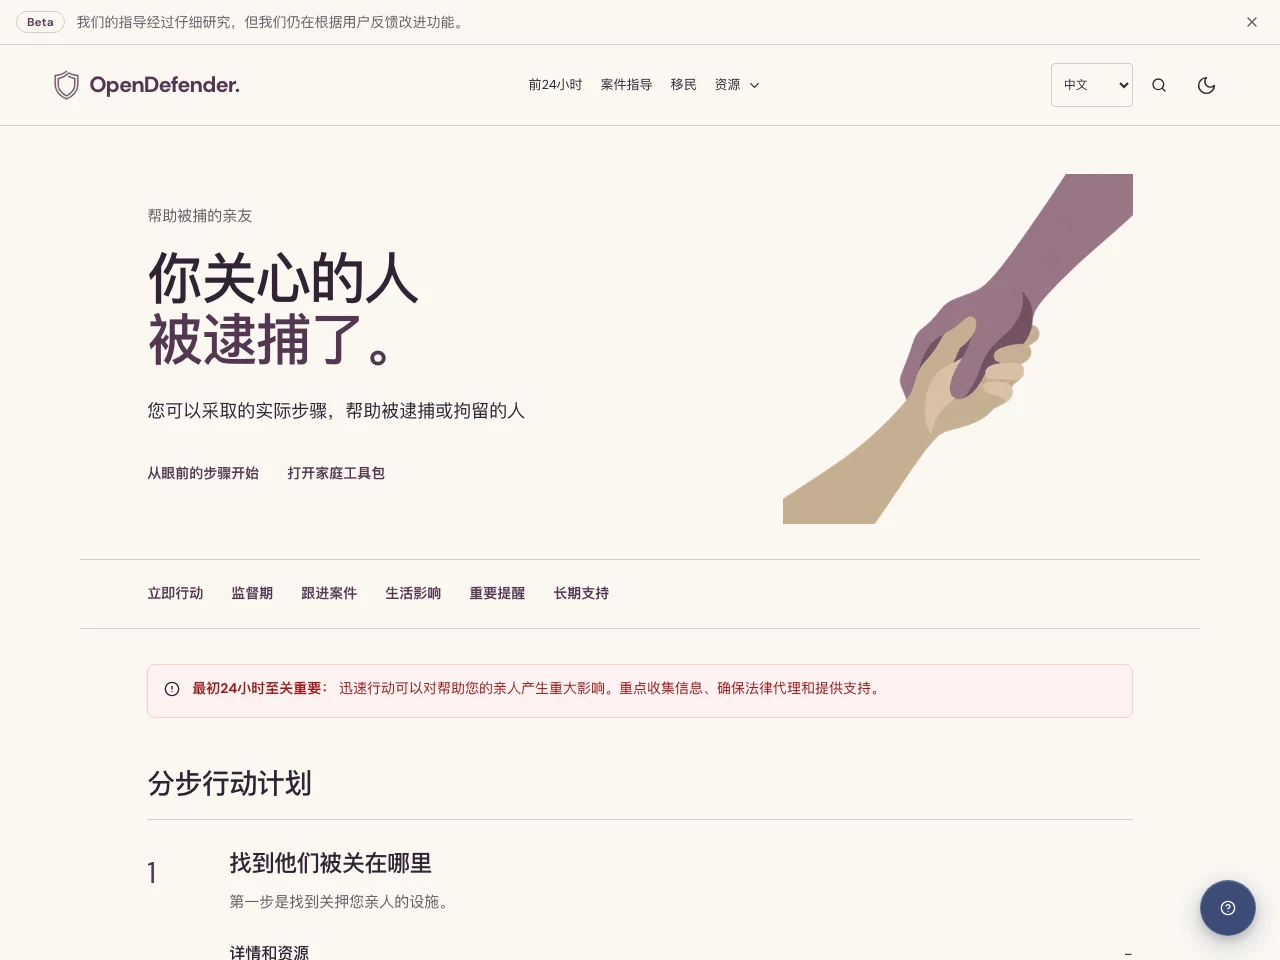 Beta 我们的指导经过仔细研究，但我们仍在根据用户反馈改进功能。
OpenDefender.
前24小时 案件指导 移民 资源
中文
帮助被捕的亲友
你关心的人
被逮捕了。
您可以采取的实际步骤，帮助被逮捕或拘留的人
从眼前的步骤开始 打开家庭工具包
立即行动 监督期 跟进案件 生活影响 重要提醒 长期支持
最初24小时至关重要： 迅速行动可以对帮助您的亲人产生重大影响。重点收集信息、确保法律代理和提供支持。
分步行动计划
1 找到他们被关在哪里
第一步是找到关押您亲人的设施。
详情和资源 −